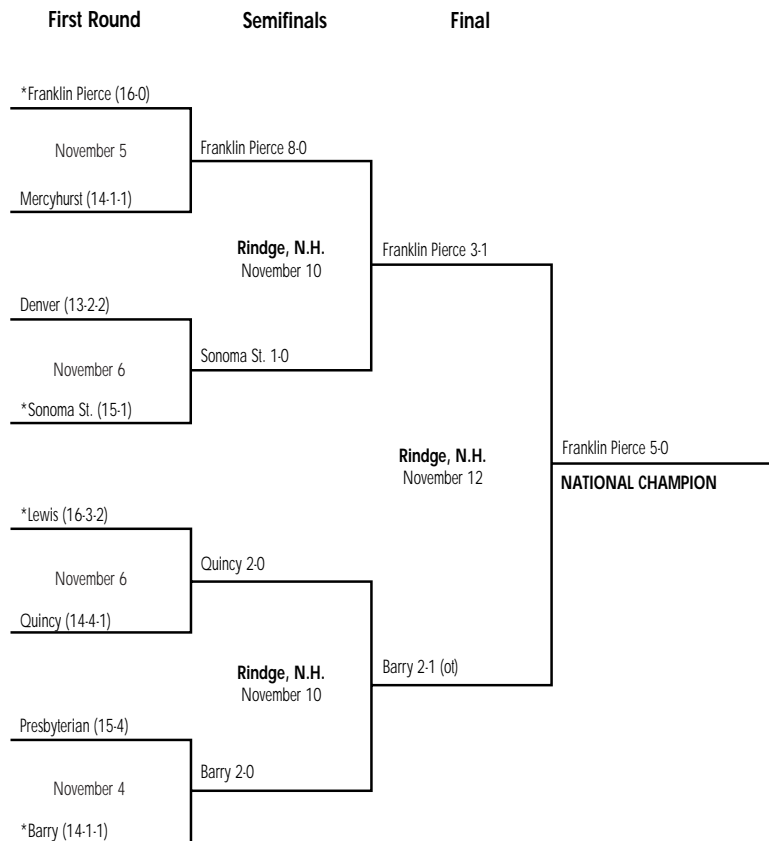 First Round Semifinals Final
*Franklin Pierce (16-0)
November 5
Franklin Pierce 8-0
Mercyhurst (14-1-1)
Rindge, N.H.
November 10
Franklin Pierce 3-1
Denver (13-2-2)
November 6
Sonoma St. 1-0
*Sonoma St. (15-1)
Rindge, N.H.
November 12
Franklin Pierce 5-0
NATIONAL CHAMPION
*Lewis (16-3-2)
November 6
Quincy 2-0
Quincy (14-4-1)
Rindge, N.H.
November 10
Barry 2-1 (ot)
Presbyterian (15-4)
November 4
Barry 2-0
*Barry (14-1-1)